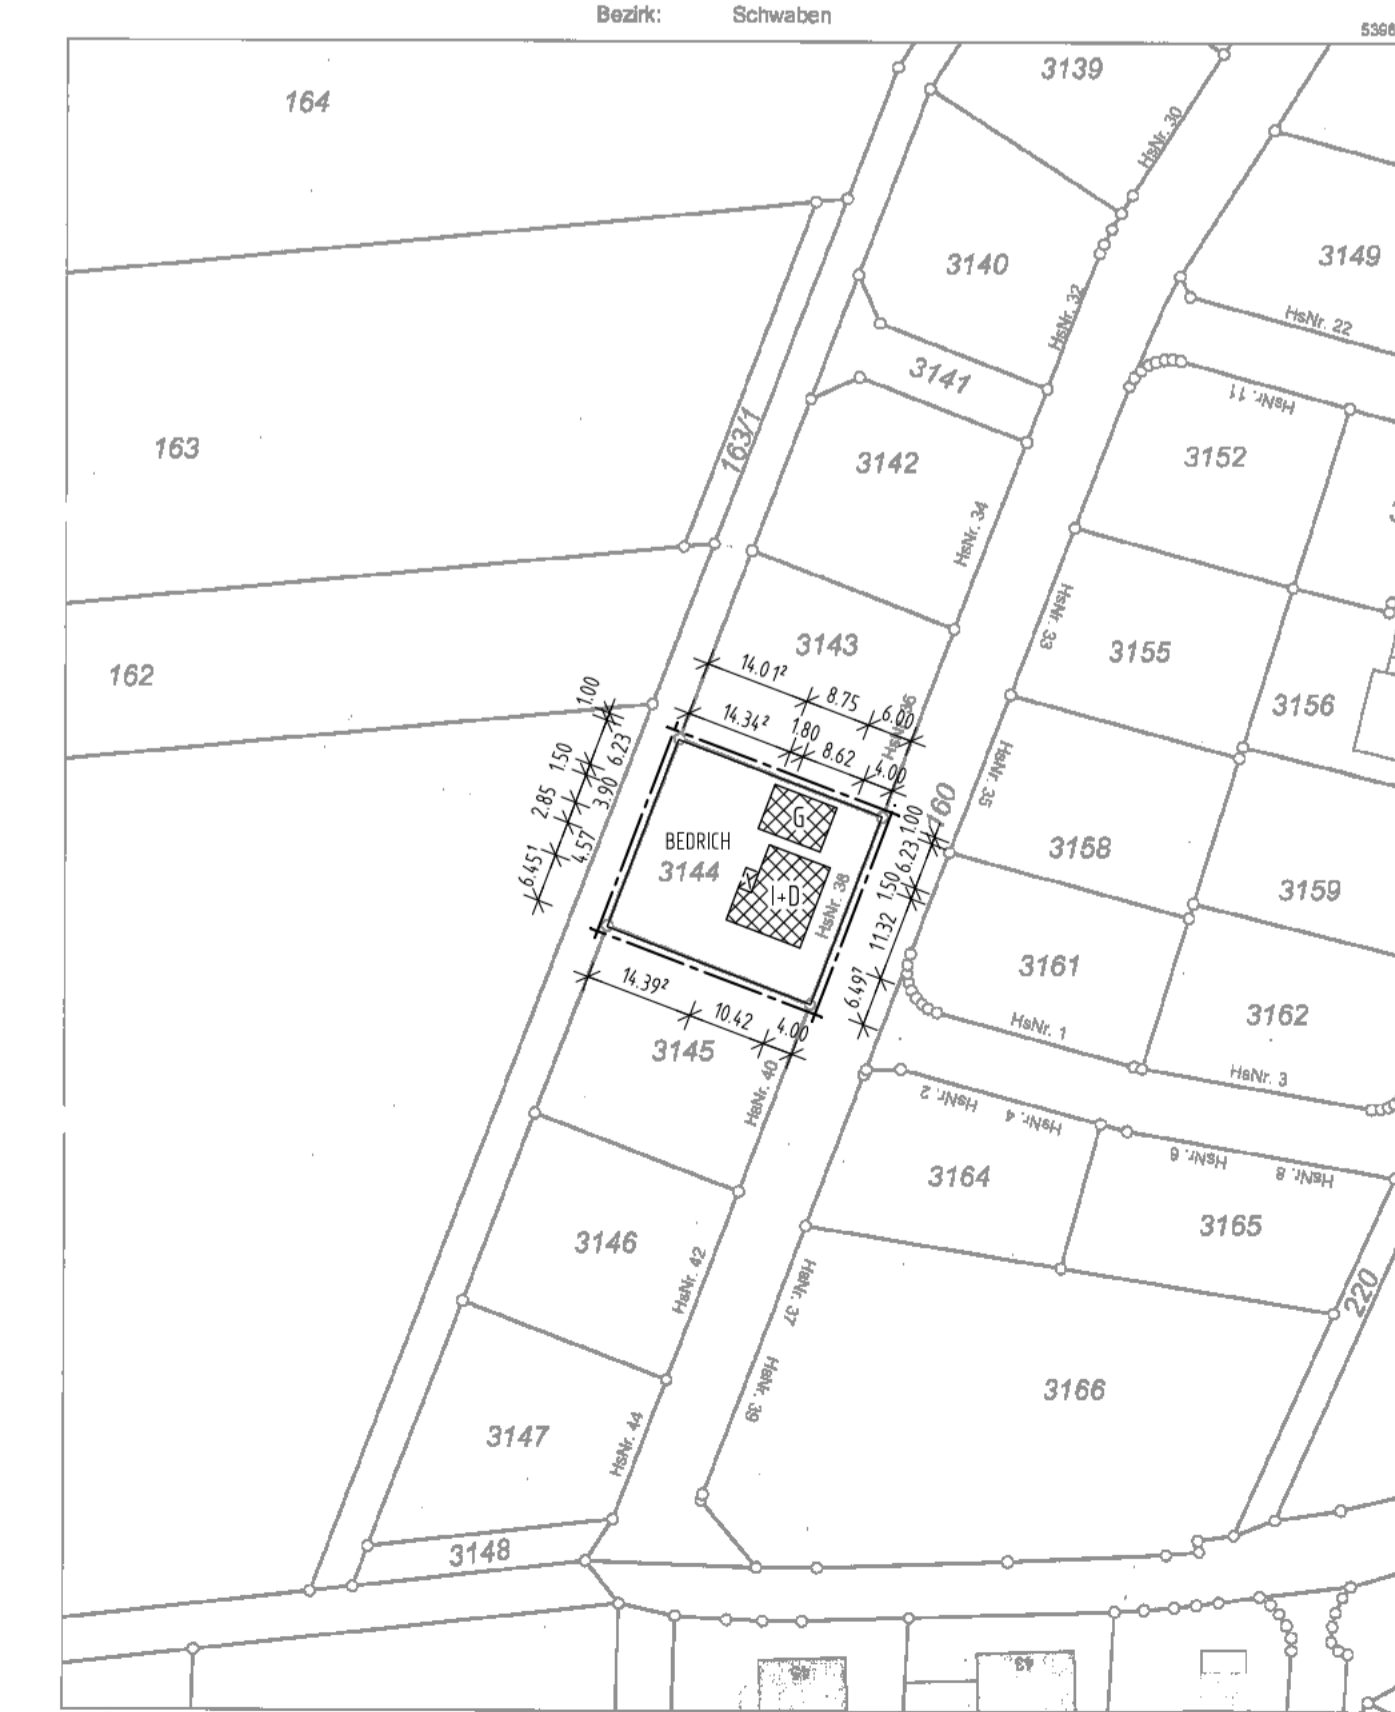 Bezirk: Schwaben
5396
164
3139
HsNr. 30
3140
3149
HsNr. 32
HsNr. 22
3141
HsNr. 11
163/1
163
3142
3152
HsNr. 34
HsNr. 33
3143
3155
162
3156
14.01²
8.75
6.00
HsNr. 36
14.34²
1.80
8.62
4.00
1.00
6.23
1.50
3.90
2.85
4.57
6.45¹
HsNr. 35
160
G
BEDRICH
3144
I+D
HsNr. 38
1.00
6.23
1.50
11.32
6.49⁷
3158
3159
3161
3162
14.39²
10.42
4.00
HsNr. 1
HsNr. 3
3145
HsNr. 40
HsNr. 2
HsNr. 4
HsNr. 6
HsNr. 8
3164
3165
3146
HsNr. 42
HsNr. 37
220
HsNr. 39
3166
3147
HsNr. 44
3148
43